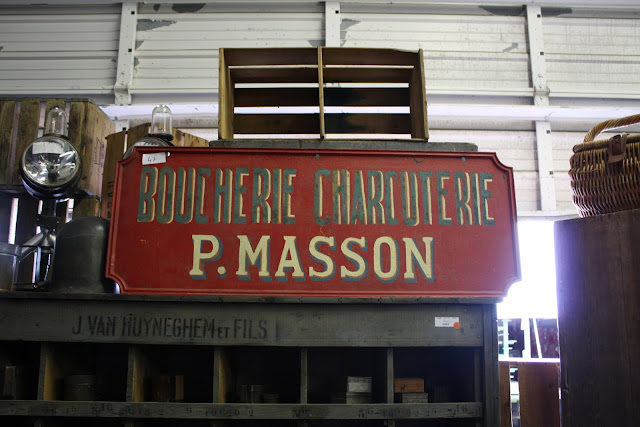 BOUCHERIE CHARCUTERIE
P. MASSON
J VAN HUYNEGHEM ET FILS